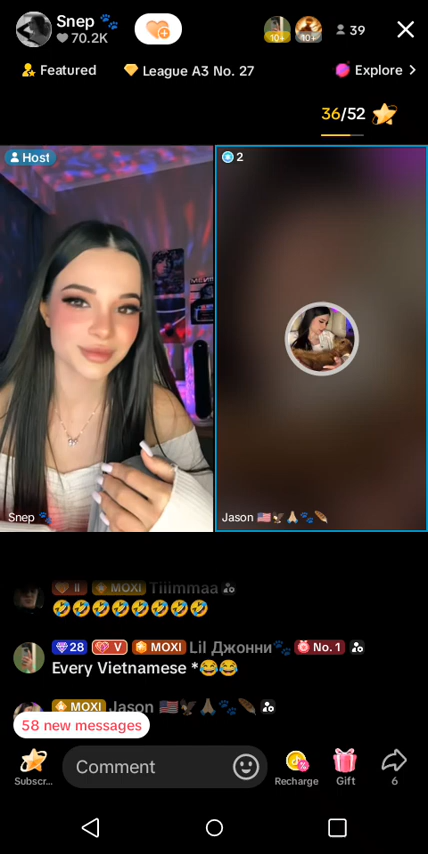 Snep 🐾
70.2K
10+
10+
39
Featured
League A3 No. 27
Explore >
36/52
Host
2
Snep 🐾
Jason 🇺🇸🦅🙏🏻🐾🪶
II MOXI Tiiimmaa
🤣🤣🤣🤣🤣🤣🤣🤣
28 V MOXI Lil Джонни🐾 No. 1
Every Vietnamese *😂😂
MOXI Jason 🇺🇸🦅🙏🏻🐾🪶
58 new messages
Comment
Subscr...
Recharge
Gift
6